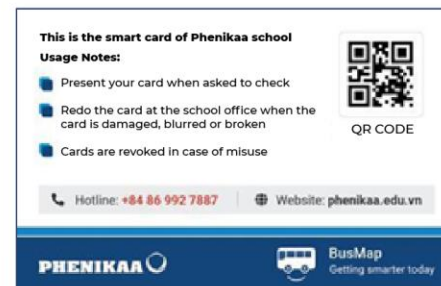 This is the smart card of Phenikaa school
Usage Notes:
Present your card when asked to check
Redo the card at the school office when the
card is damaged, blurred or broken
Cards are revoked in case of misuse
QR CODE
Hotline: +84 86 992 7887
Website: phenikaa.edu.vn
PHENIKAA
BusMap
Getting smarter today